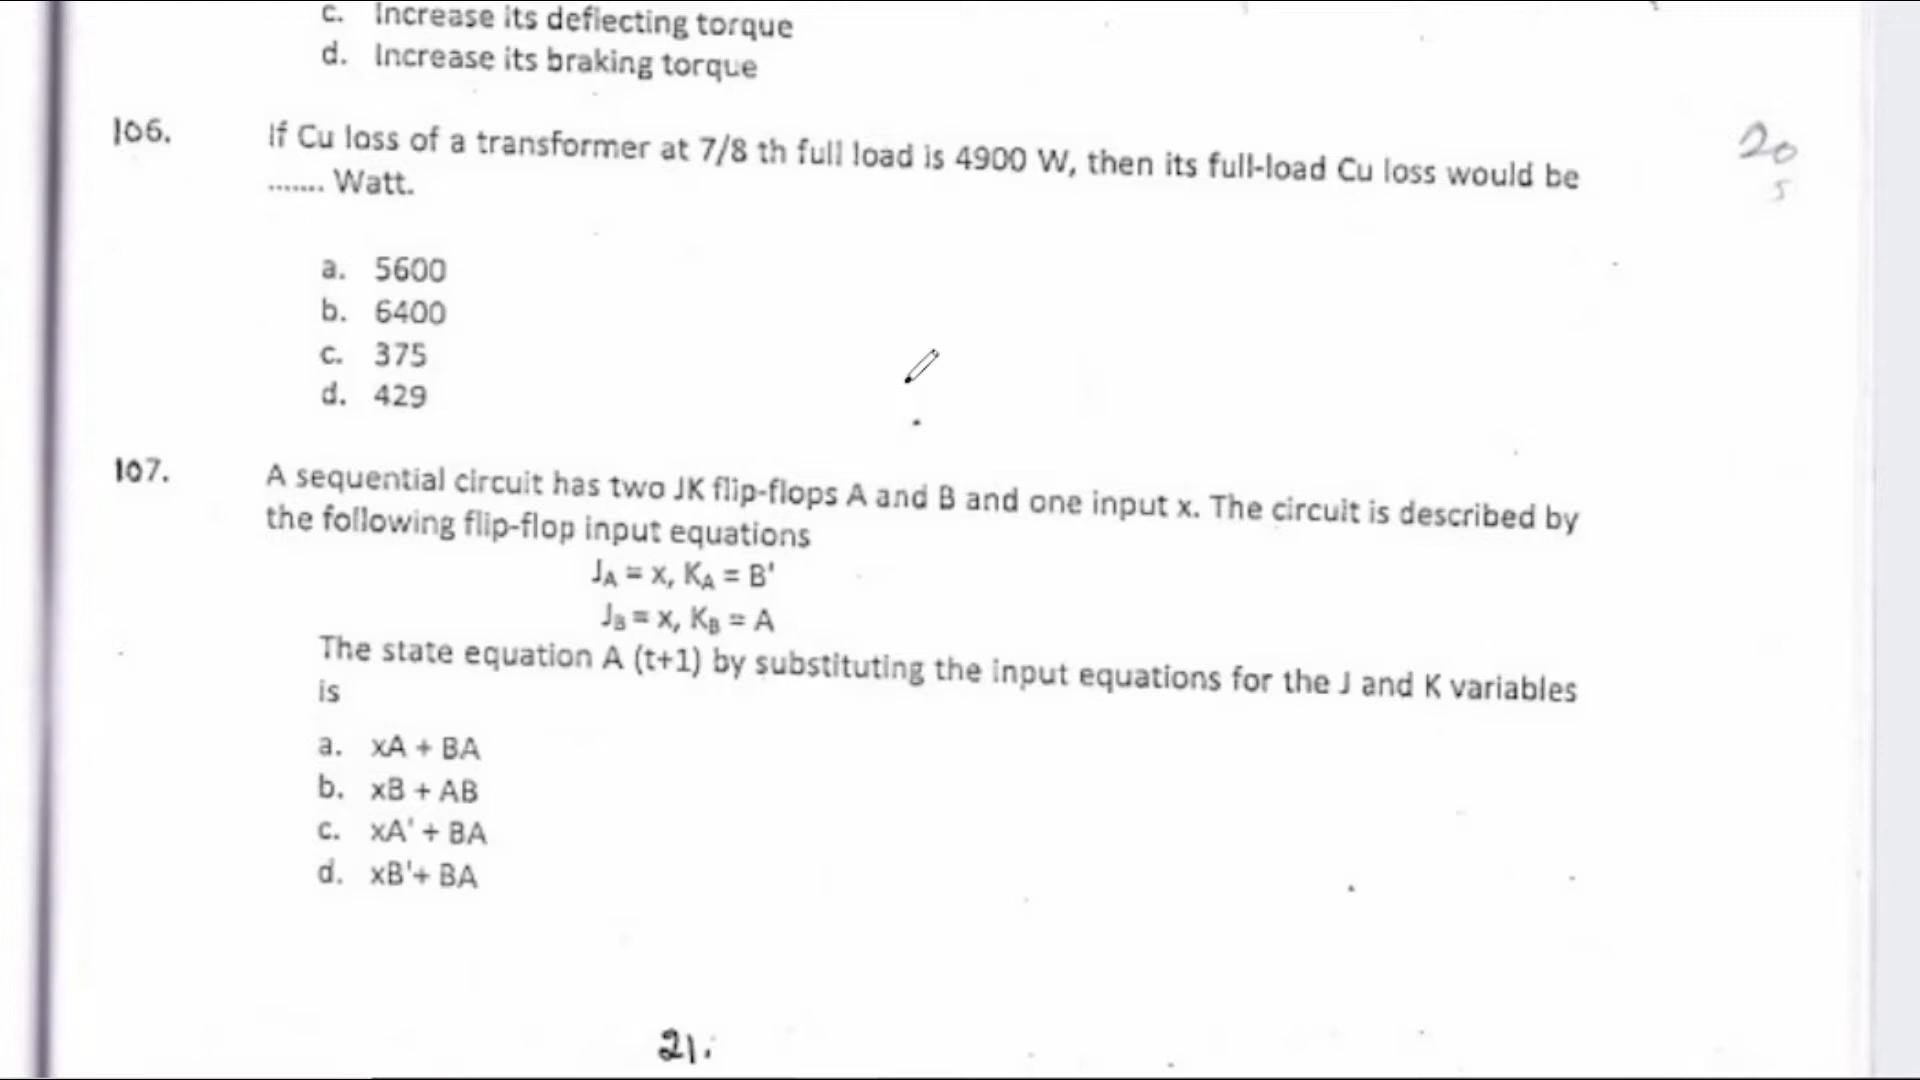 c. Increase its deflecting torque
d. Increase its braking torque
106. If Cu loss of a transformer at 7/8 th full load is 4900 W, then its full-load Cu loss would be
....... Watt.
20
5
a. 5600
b. 6400
c. 375
d. 429
107. A sequential circuit has two JK flip-flops A and B and one input x. The circuit is described by
the following flip-flop input equations
JA = x, KA = B'
JB = x, KB = A
The state equation A (t+1) by substituting the input equations for the J and K variables
is
a. xA + BA
b. xB + AB
c. xA' + BA
d. xB'+ BA
21.